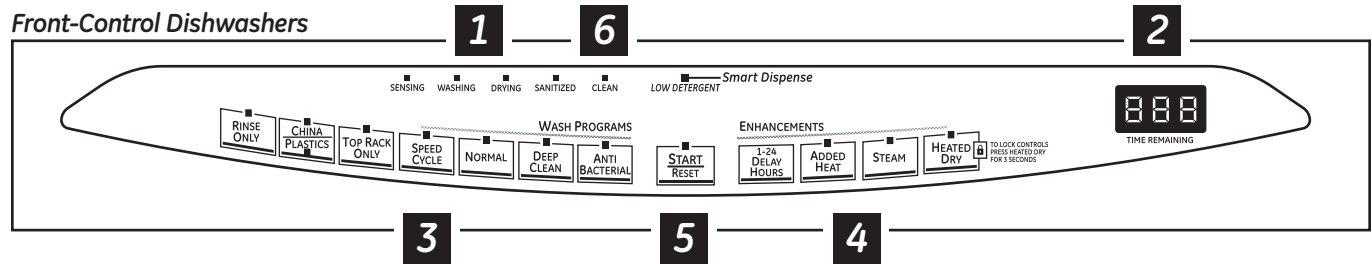 Front-Control Dishwashers
1
6
2
SENSING WASHING DRYING SANITIZED CLEAN
LOW DETERGENT
Smart Dispense
888
TIME REMAINING
WASH PROGRAMS
ENHANCEMENTS
RINSE
ONLY
CHINA
PLASTICS
TOP RACK
ONLY
SPEED
CYCLE
NORMAL
DEEP
CLEAN
ANTI
BACTERIAL
START
RESET
1-24
DELAY
HOURS
ADDED
HEAT
STEAM
HEATED
DRY
TO LOCK CONTROLS
PRESS HEATED DRY
FOR 3 SECONDS
3
5
4